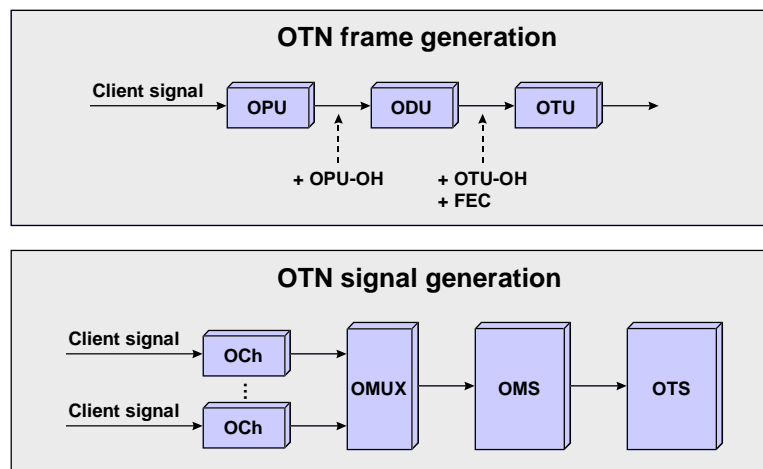 OTN frame generation
Client signal
OPU
ODU
OTU
+ OPU-OH
+ OTU-OH
+ FEC
OTN signal generation
Client signal
OCh
⋮
Client signal
OCh
OMUX
OMS
OTS